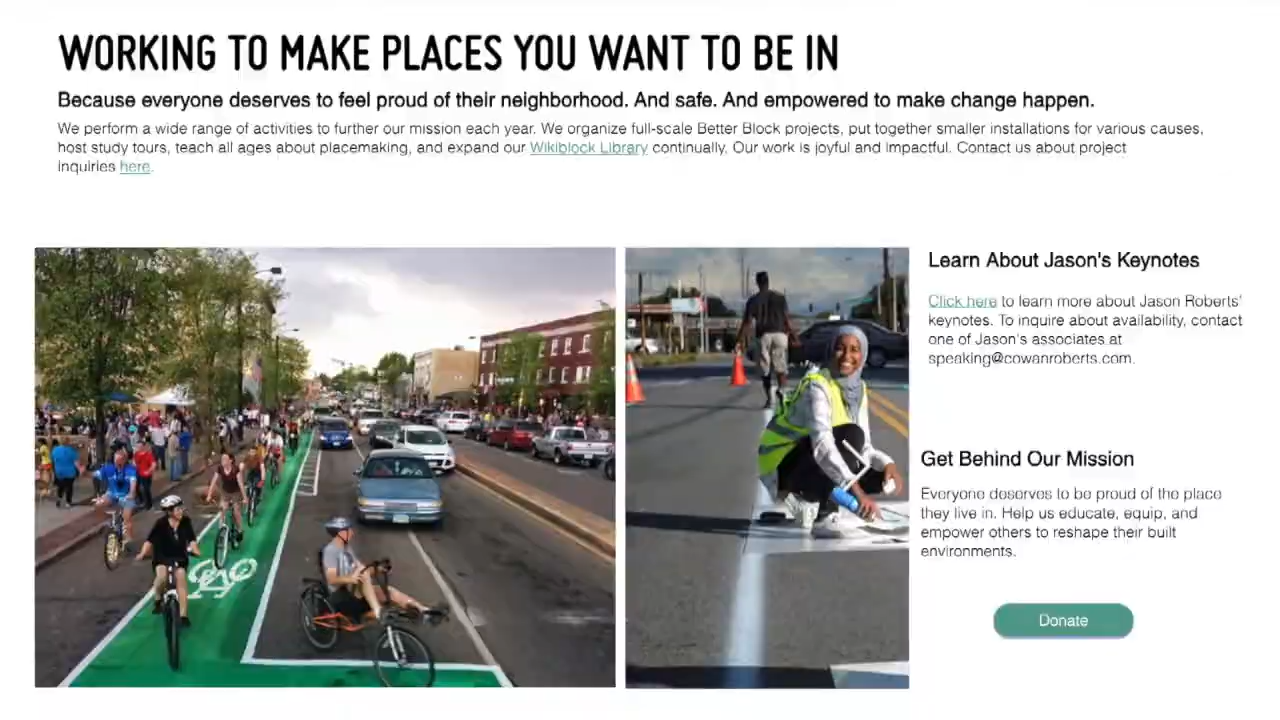 WORKING TO MAKE PLACES YOU WANT TO BE IN
Because everyone deserves to feel proud of their neighborhood. And safe. And empowered to make change happen.
We perform a wide range of activities to further our mission each year. We organize full-scale Better Block projects, put together smaller installations for various causes,
host study tours, teach all ages about placemaking, and expand our Wikiblock Library continually. Our work is joyful and impactful. Contact us about project
inquiries here.
Learn About Jason's Keynotes
Click here to learn more about Jason Roberts'
keynotes. To inquire about availability, contact
one of Jason's associates at
speaking@cowanroberts.com.
Get Behind Our Mission
Everyone deserves to be proud of the place
they live in. Help us educate, equip, and
empower others to reshape their built
environments.
Donate